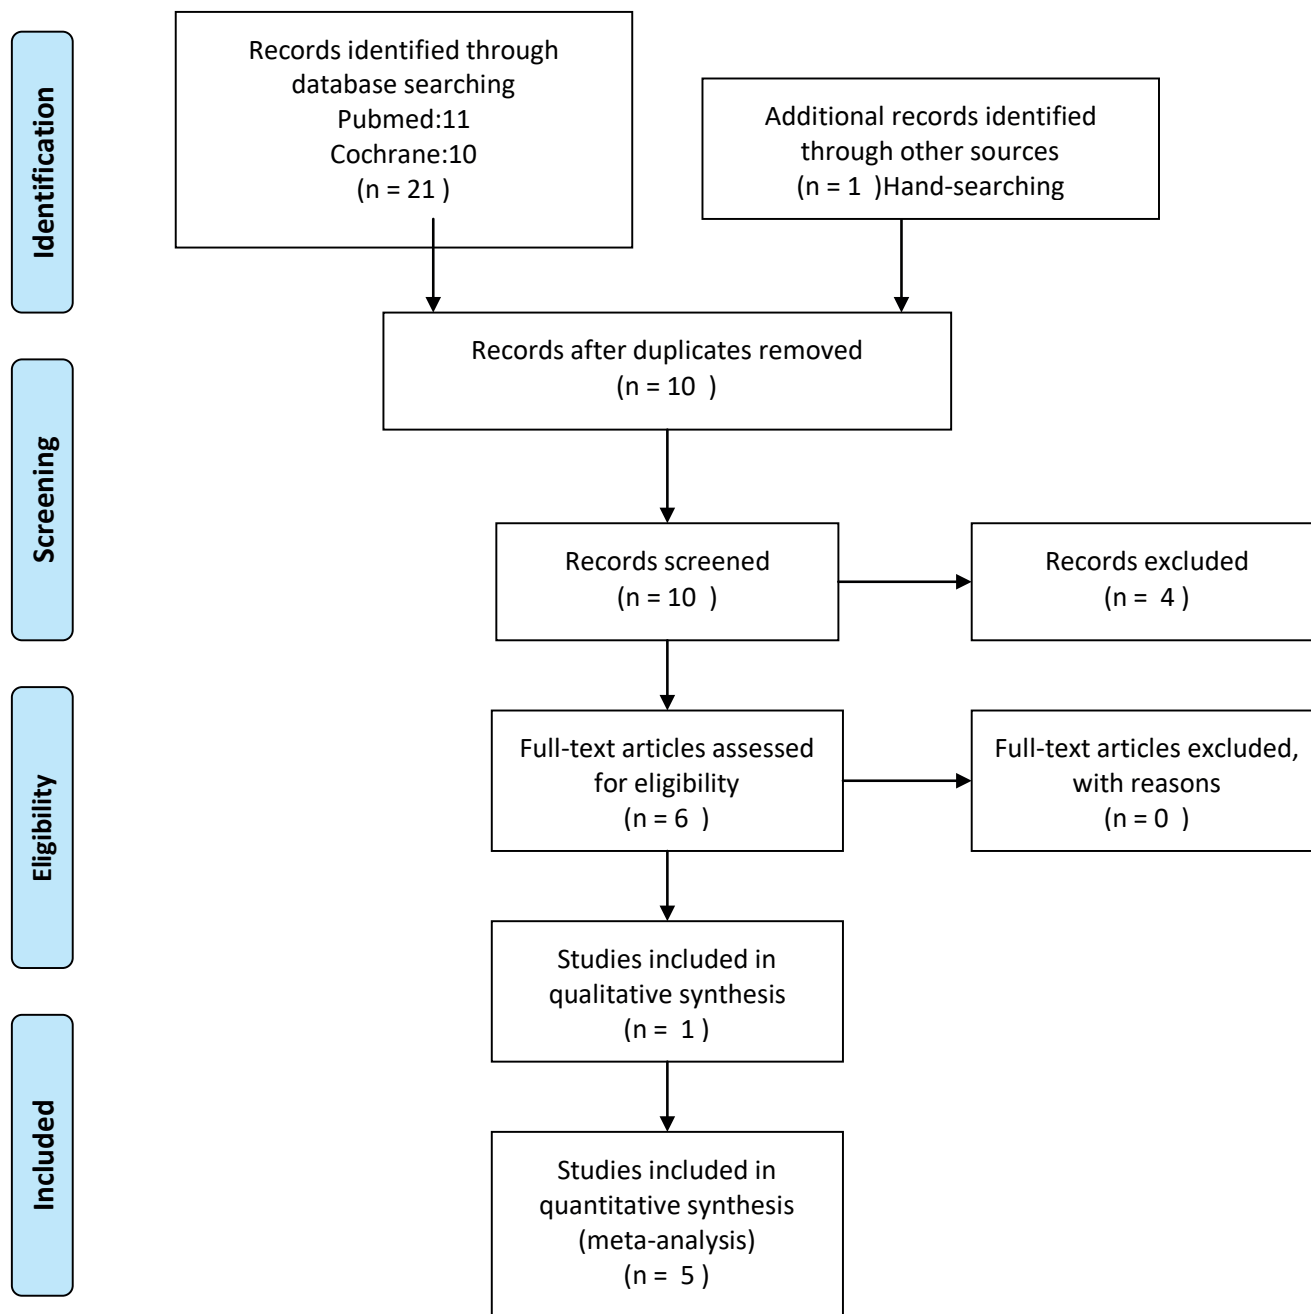 Identification
Records identified through
database searching
Pubmed:11
Cochrane:10
(n = 21 )
Additional records identified
through other sources
(n = 1  )Hand-searching
Records after duplicates removed
(n = 10  )
Screening
Records screened
(n = 10  )
Records excluded
(n =  4 )
Eligibility
Full-text articles assessed
for eligibility
(n = 6  )
Full-text articles excluded,
with reasons
(n = 0  )
Studies included in
qualitative synthesis
(n =  1 )
Included
Studies included in
quantitative synthesis
(meta-analysis)
(n =  5 )